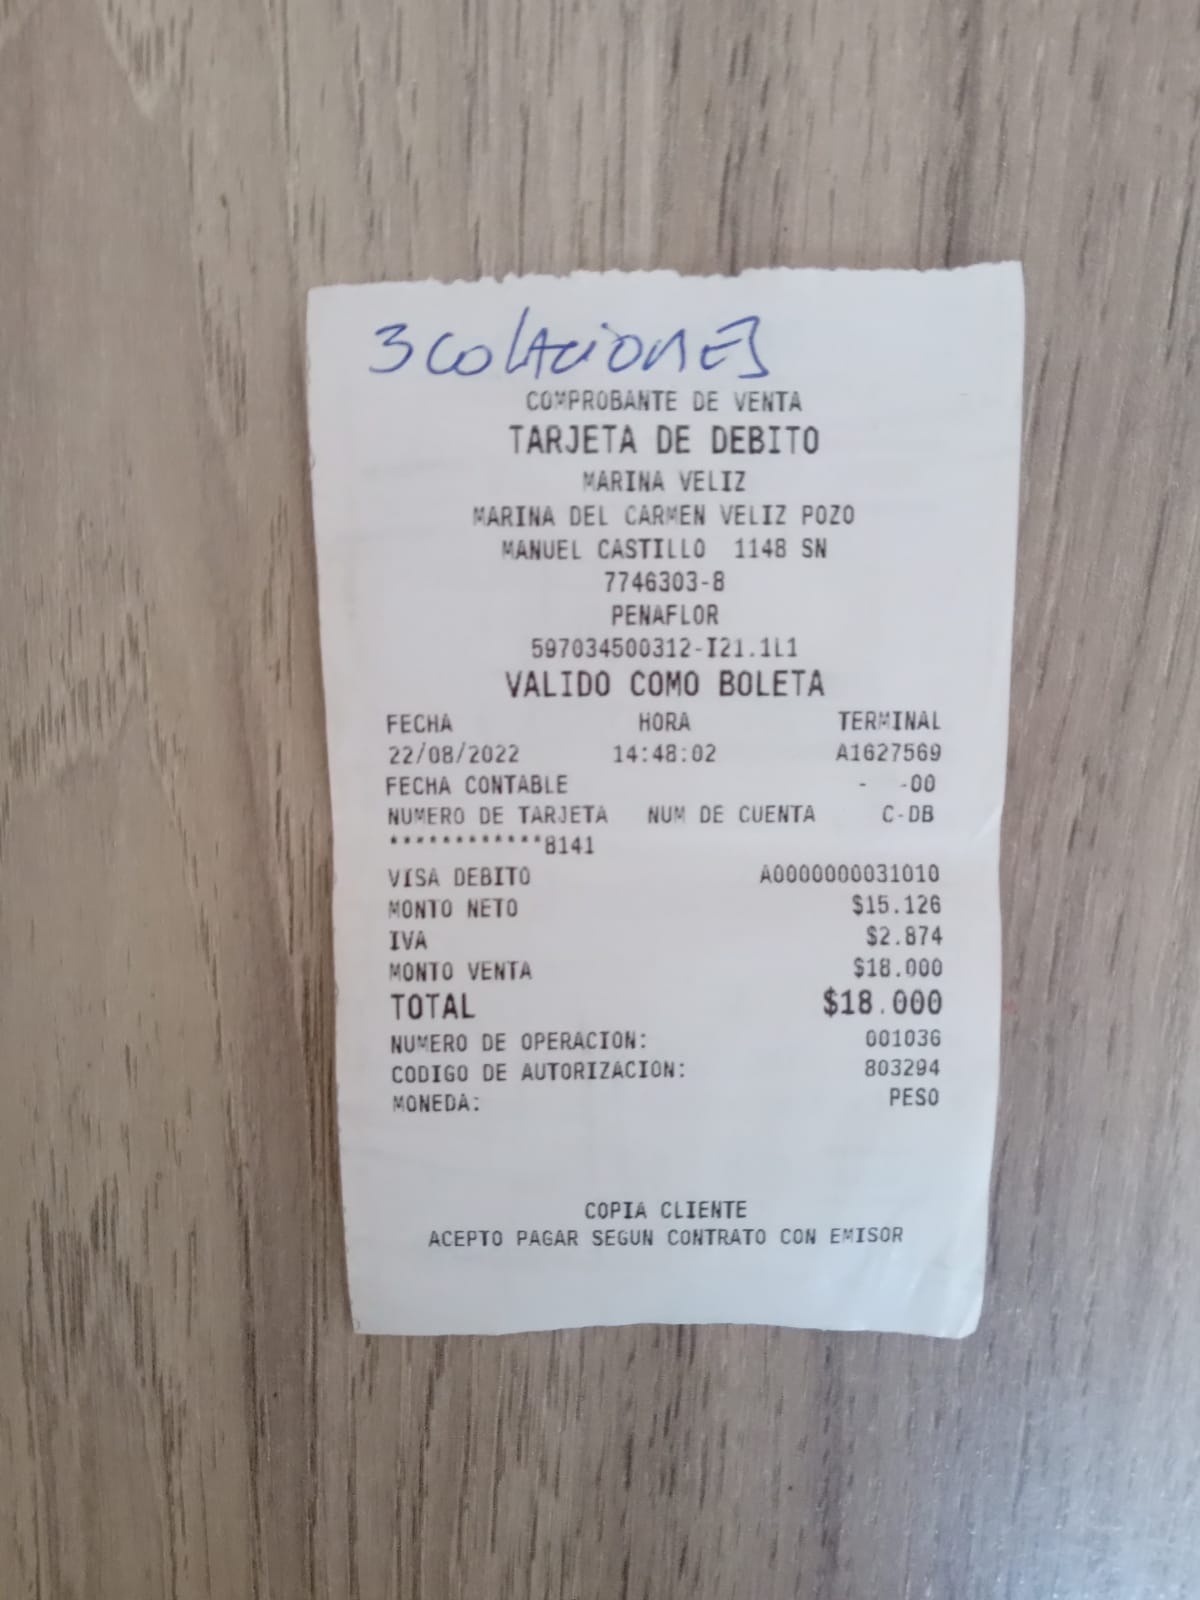 3 COLACIONES
COMPROBANTE DE VENTA
TARJETA DE DEBITO
MARINA VELIZ
MARINA DEL CARMEN VELIZ POZO
MANUEL CASTILLO 1148 SN
7746303-8
PENAFLOR
597034500312-I21.1L1
VALIDO COMO BOLETA
FECHA HORA TERMINAL
22/08/2022 14:48:02 A1627569
FECHA CONTABLE - -00
NUMERO DE TARJETA NUM DE CUENTA C-DB
************8141
VISA DEBITO A0000000031010
MONTO NETO $15.126
IVA $2.874
MONTO VENTA $18.000
TOTAL $18.000
NUMERO DE OPERACION: 001036
CODIGO DE AUTORIZACION: 803294
MONEDA: PESO
COPIA CLIENTE
ACEPTO PAGAR SEGUN CONTRATO CON EMISOR